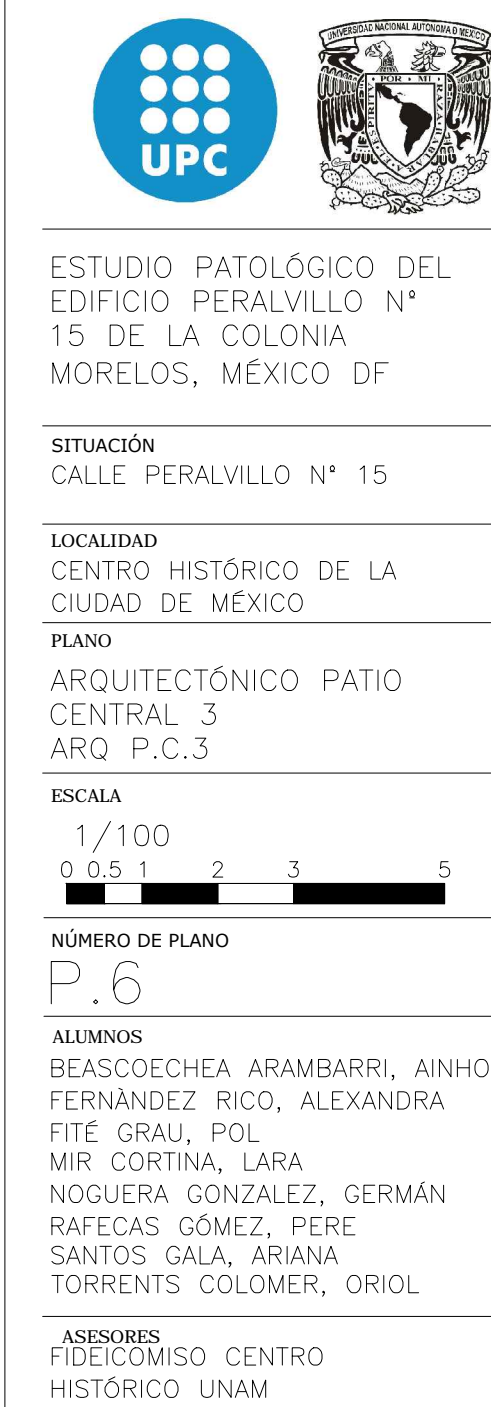 UPC
UNIVERSIDAD NACIONAL AUTONOMA D MEXICO
POR MI RAZA HABLARA EL ESPIRITU
ESTUDIO PATOLÓGICO DEL
EDIFICIO PERALVILLO Nº
15 DE LA COLONIA
MORELOS, MÉXICO DF
SITUACIÓN
CALLE PERALVILLO Nº 15
LOCALIDAD
CENTRO HISTÓRICO DE LA
CIUDAD DE MÉXICO
PLANO
ARQUITECTÓNICO PATIO
CENTRAL 3
ARQ P.C.3
ESCALA
1/100
0 0.5 1 2 3 5
NÚMERO DE PLANO
P.6
ALUMNOS
BEASCOECHEA ARAMBARRI, AINHO
FERNÀNDEZ RICO, ALEXANDRA
FITÉ GRAU, POL
MIR CORTINA, LARA
NOGUERA GONZALEZ, GERMÁN
RAFECAS GÓMEZ, PERE
SANTOS GALA, ARIANA
TORRENTS COLOMER, ORIOL
ASESORES
FIDEICOMISO CENTRO
HISTÓRICO UNAM